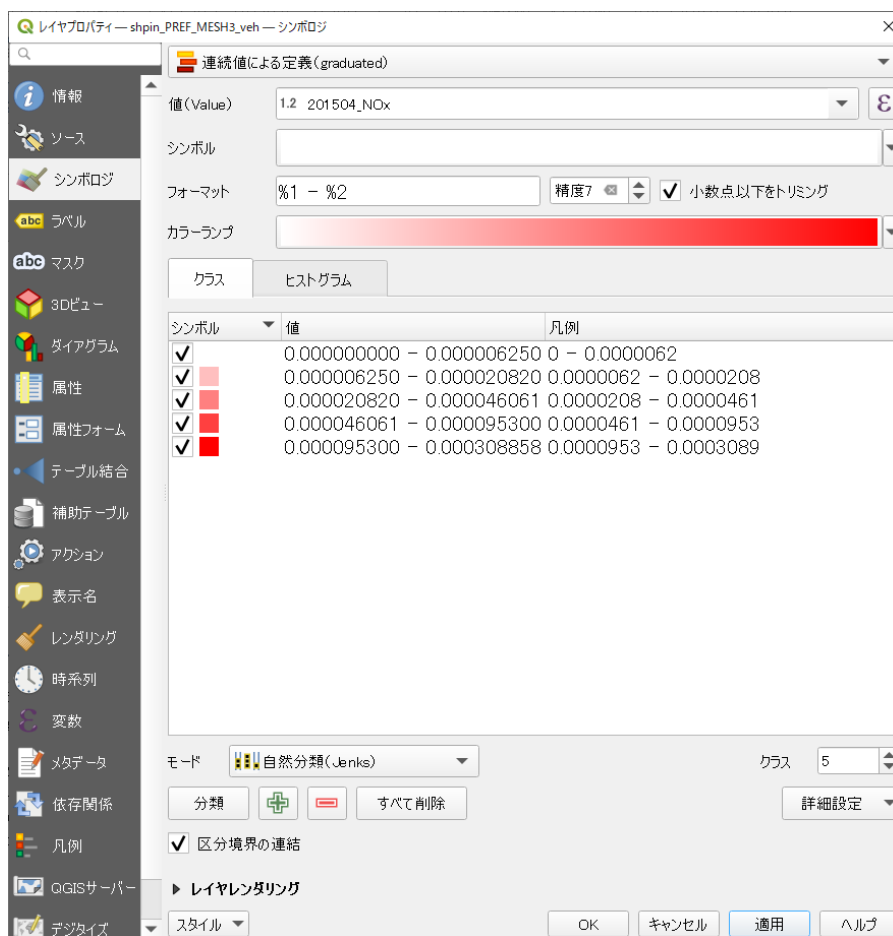 レイヤプロパティ — shpin_PREF_MESH3_veh — シンボロジ
連続値による定義(graduated)
情報
ソース
シンボロジ
abc ラベル
abc マスク
3Dビュー
ダイアグラム
属性
属性フォーム
テーブル結合
補助テーブル
アクション
表示名
レンダリング
時系列
変数
メタデータ
依存関係
凡例
QGISサーバー
デジタイズ
値(Value) 1.2 201504_NOx ε
シンボル
フォーマット %1 - %2 精度7 小数点以下をトリミング
カラーランプ
クラス ヒストグラム
シンボル 値 凡例
0.000000000 - 0.000006250 0 - 0.0000062
0.000006250 - 0.000020820 0.0000062 - 0.0000208
0.000020820 - 0.000046061 0.0000208 - 0.0000461
0.000046061 - 0.000095300 0.0000461 - 0.0000953
0.000095300 - 0.000308858 0.0000953 - 0.0003089
モード 自然分類(Jenks) クラス 5
分類 すべて削除 詳細設定
区分境界の連結
レイヤレンダリング
スタイル OK キャンセル 適用 ヘルプ